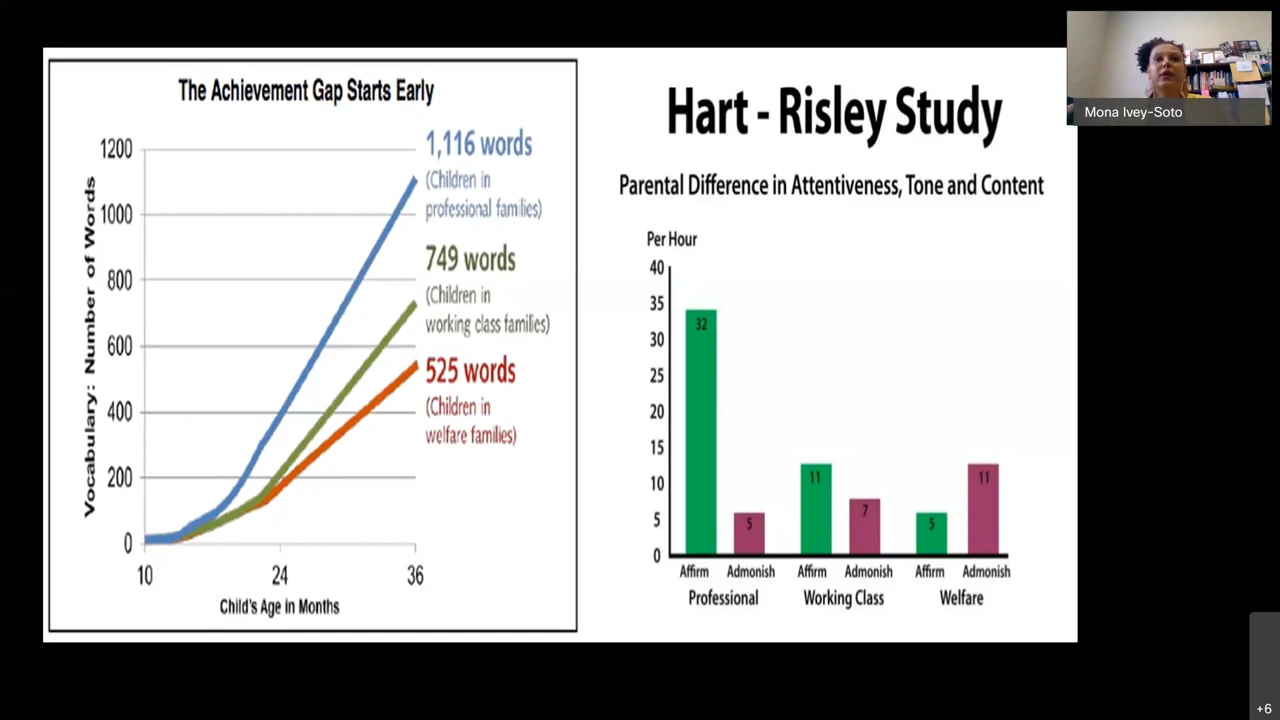 The Achievement Gap Starts Early
Vocabulary: Number of Words
1200
1000
800
600
400
200
0
10 24 36
Child's Age in Months
1,116 words
(Children in
professional families)
749 words
(Children in
working class families)
525 words
(Children in
welfare families)
Hart - Risley Study
Parental Difference in Attentiveness, Tone and Content
Per Hour
40
35
30
25
20
15
10
5
0
32 5 11 7 5 11
Affirm Admonish Affirm Admonish Affirm Admonish
Professional Working Class Welfare
Mona Ivey-Soto
+6